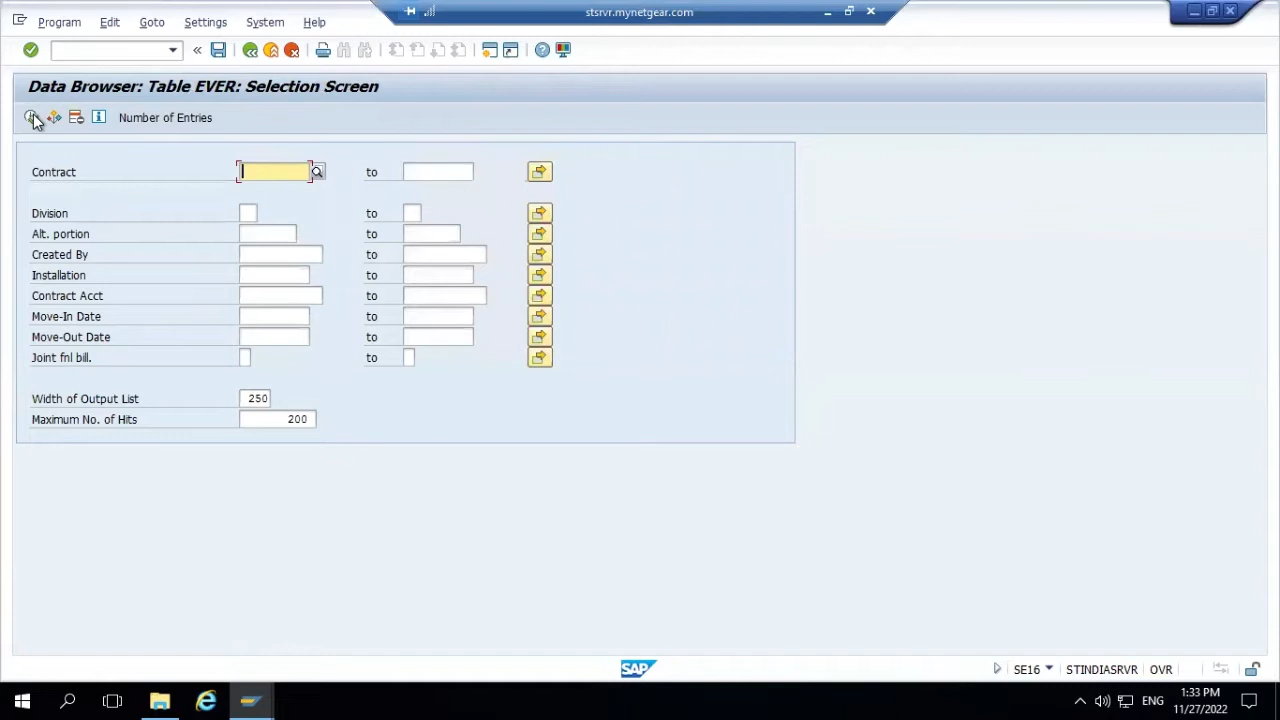 stsrvr.mynetgear.com
Program Edit Goto Settings System Help
Data Browser: Table EVER: Selection Screen
Number of Entries
Contract to
Division to
Alt. portion to
Created By to
Installation to
Contract Acct to
Move-In Date to
Move-Out Date to
Joint fnl bill. to
Width of Output List 250
Maximum No. of Hits 200
SAP SE16 STINDIASRVR OVR
ENG 1:33 PM
11/27/2022